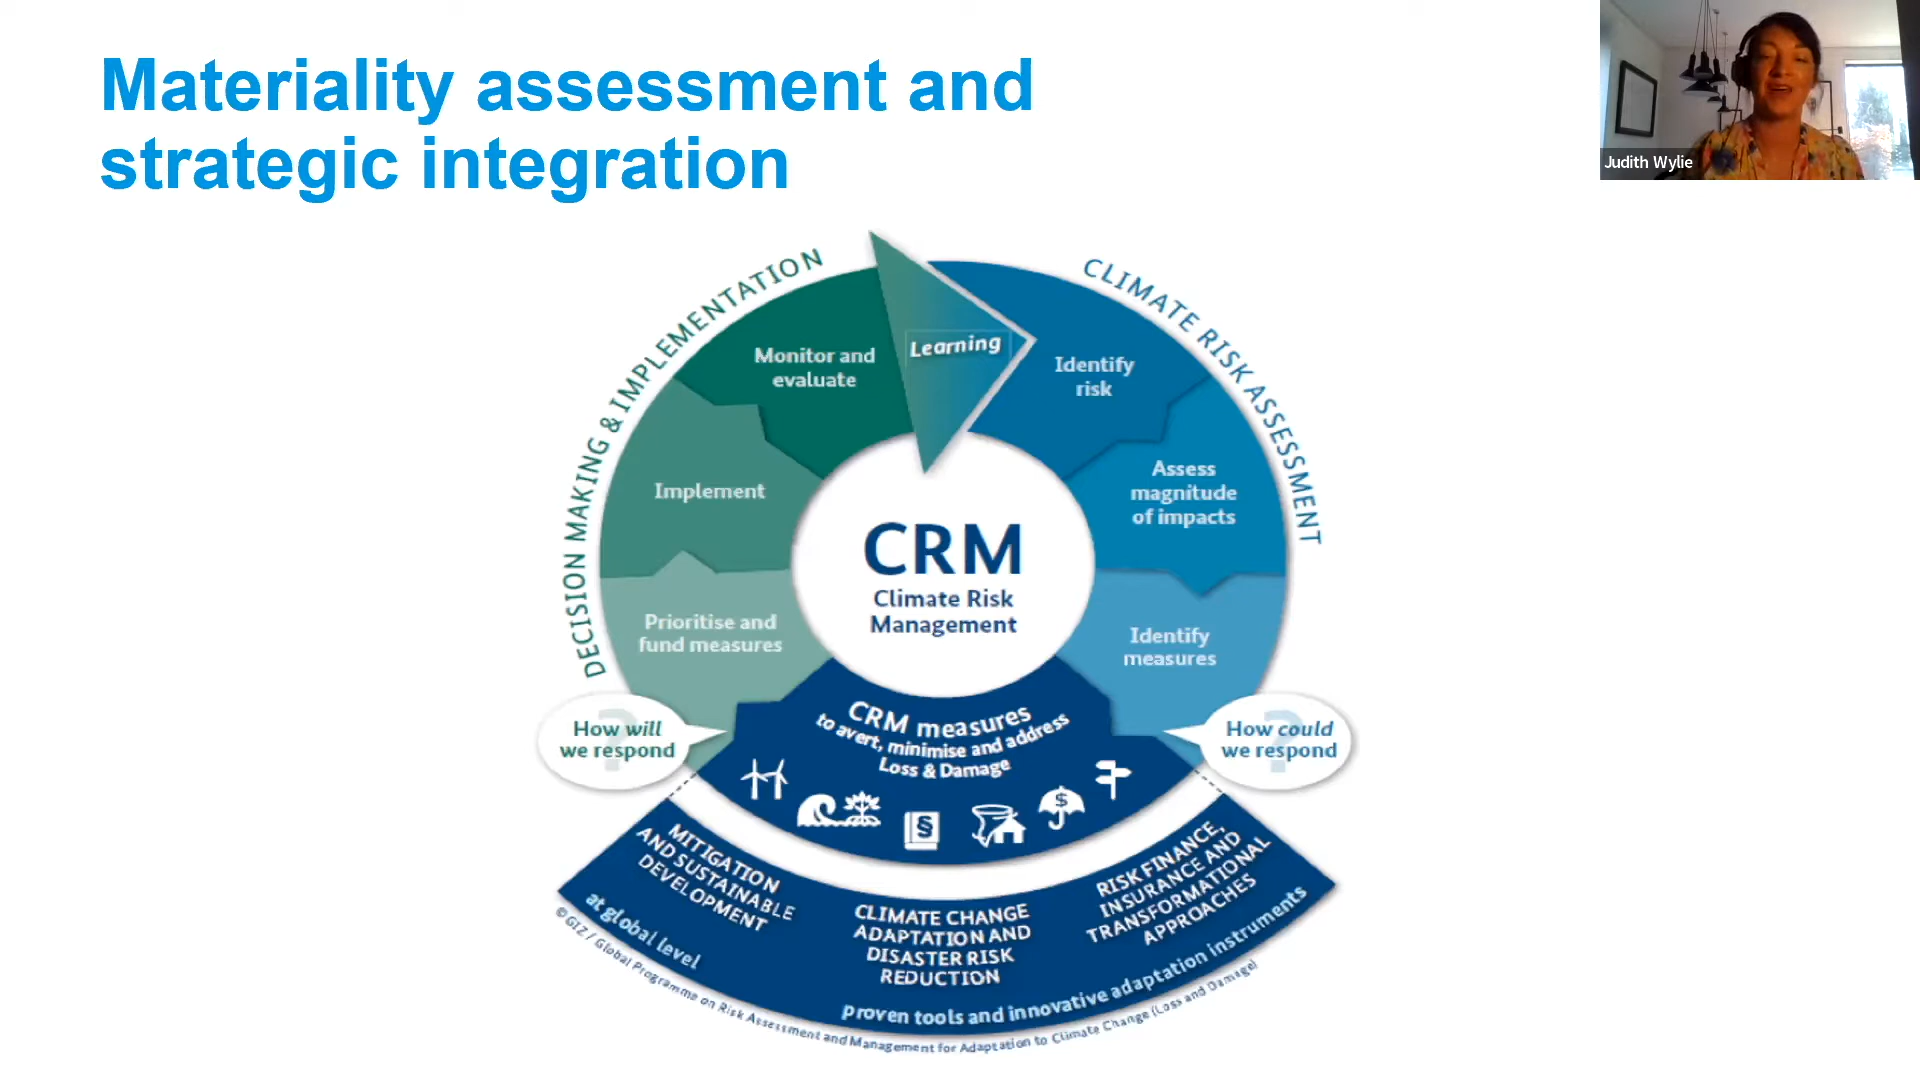 Materiality assessment and
strategic integration
Judith Wylie
DECISION MAKING & IMPLEMENTATION
CLIMATE RISK ASSESSMENT
Learning
Monitor and
evaluate
Identify
risk
Implement
Assess
magnitude
of impacts
CRM
Climate Risk
Management
Prioritise and
fund measures
Identify
measures
?
How will
we respond
?
How could
we respond
CRM measures
to avert, minimise and address
Loss & Damage
$
§
MITIGATION
AND SUSTAINABLE
DEVELOPMENT
CLIMATE CHANGE
ADAPTATION AND
DISASTER RISK
REDUCTION
RISK FINANCE,
INSURANCE AND
TRANSFORMATIONAL
APPROACHES
at global level
proven tools and innovative adaptation instruments
© GIZ / Global Programme on Risk Assessment and Management for Adaptation to Climate Change (Loss and Damage)